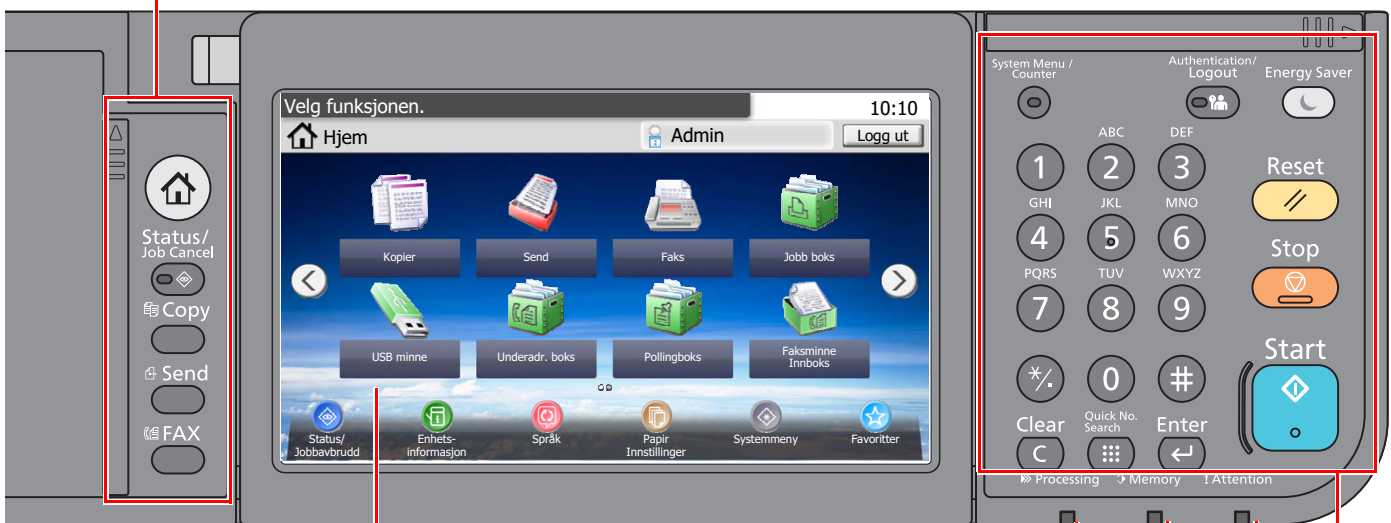 Status/
Job Cancel
Copy
Send
FAX
Velg funksjonen.
10:10
Hjem
Admin
Logg ut
Kopier
Send
Faks
Jobb boks
USB minne
Underadr. boks
Pollingboks
Faksminne
Innboks
Status/
Jobbavbrudd
Enhets-
informasjon
Språk
Papir
Innstillinger
Systemmeny
Favoritter
System Menu /
Counter
Authentication/
Logout
Energy Saver
ABC
DEF
1
2
3
Reset
GHI
JKL
MNO
4
5
6
Stop
PQRS
TUV
WXYZ
7
8
9
Start
*/.
0
#
Clear
Quick No.
Search
Enter
C
Processing
Memory
! Attention